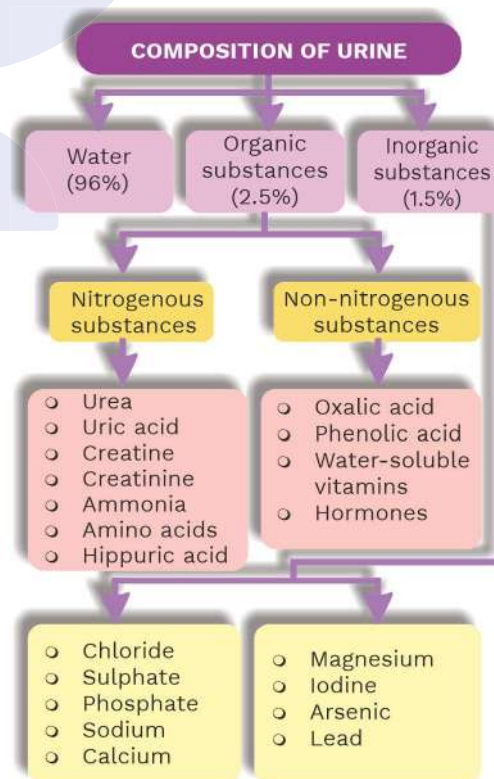 COMPOSITION OF URINE
Water
(96%)
Organic
substances
(2.5%)
Inorganic
substances
(1.5%)
Nitrogenous
substances
Non-nitrogenous
substances
○ Urea
○ Uric acid
○ Creatine
○ Creatinine
○ Ammonia
○ Amino acids
○ Hippuric acid
○ Oxalic acid
○ Phenolic acid
○ Water-soluble
vitamins
○ Hormones
○ Chloride
○ Sulphate
○ Phosphate
○ Sodium
○ Calcium
○ Magnesium
○ Iodine
○ Arsenic
○ Lead